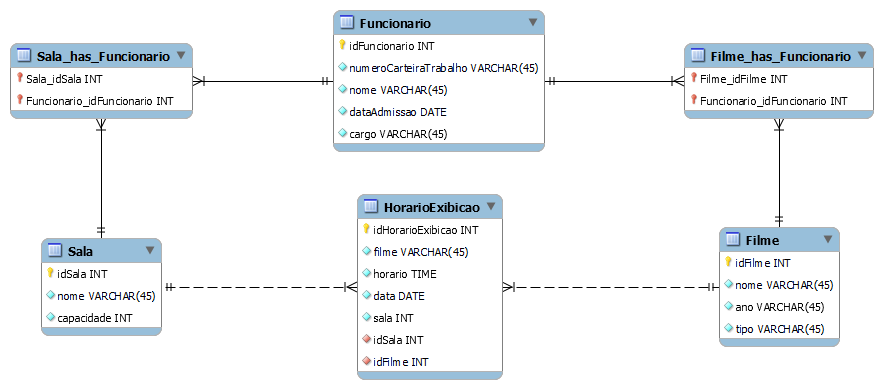 Funcionario
idFuncionario INT
numeroCarteiraTrabalho VARCHAR(45)
nome VARCHAR(45)
dataAdmissao DATE
cargo VARCHAR(45)
Sala_has_Funcionario
Sala_idSala INT
Funcionario_idFuncionario INT
Filme_has_Funcionario
Filme_idFilme INT
Funcionario_idFuncionario INT
Sala
idSala INT
nome VARCHAR(45)
capacidade INT
HorarioExibicao
idHorarioExibicao INT
filme VARCHAR(45)
horario TIME
data DATE
sala INT
idSala INT
idFilme INT
Filme
idFilme INT
nome VARCHAR(45)
ano VARCHAR(45)
tipo VARCHAR(45)